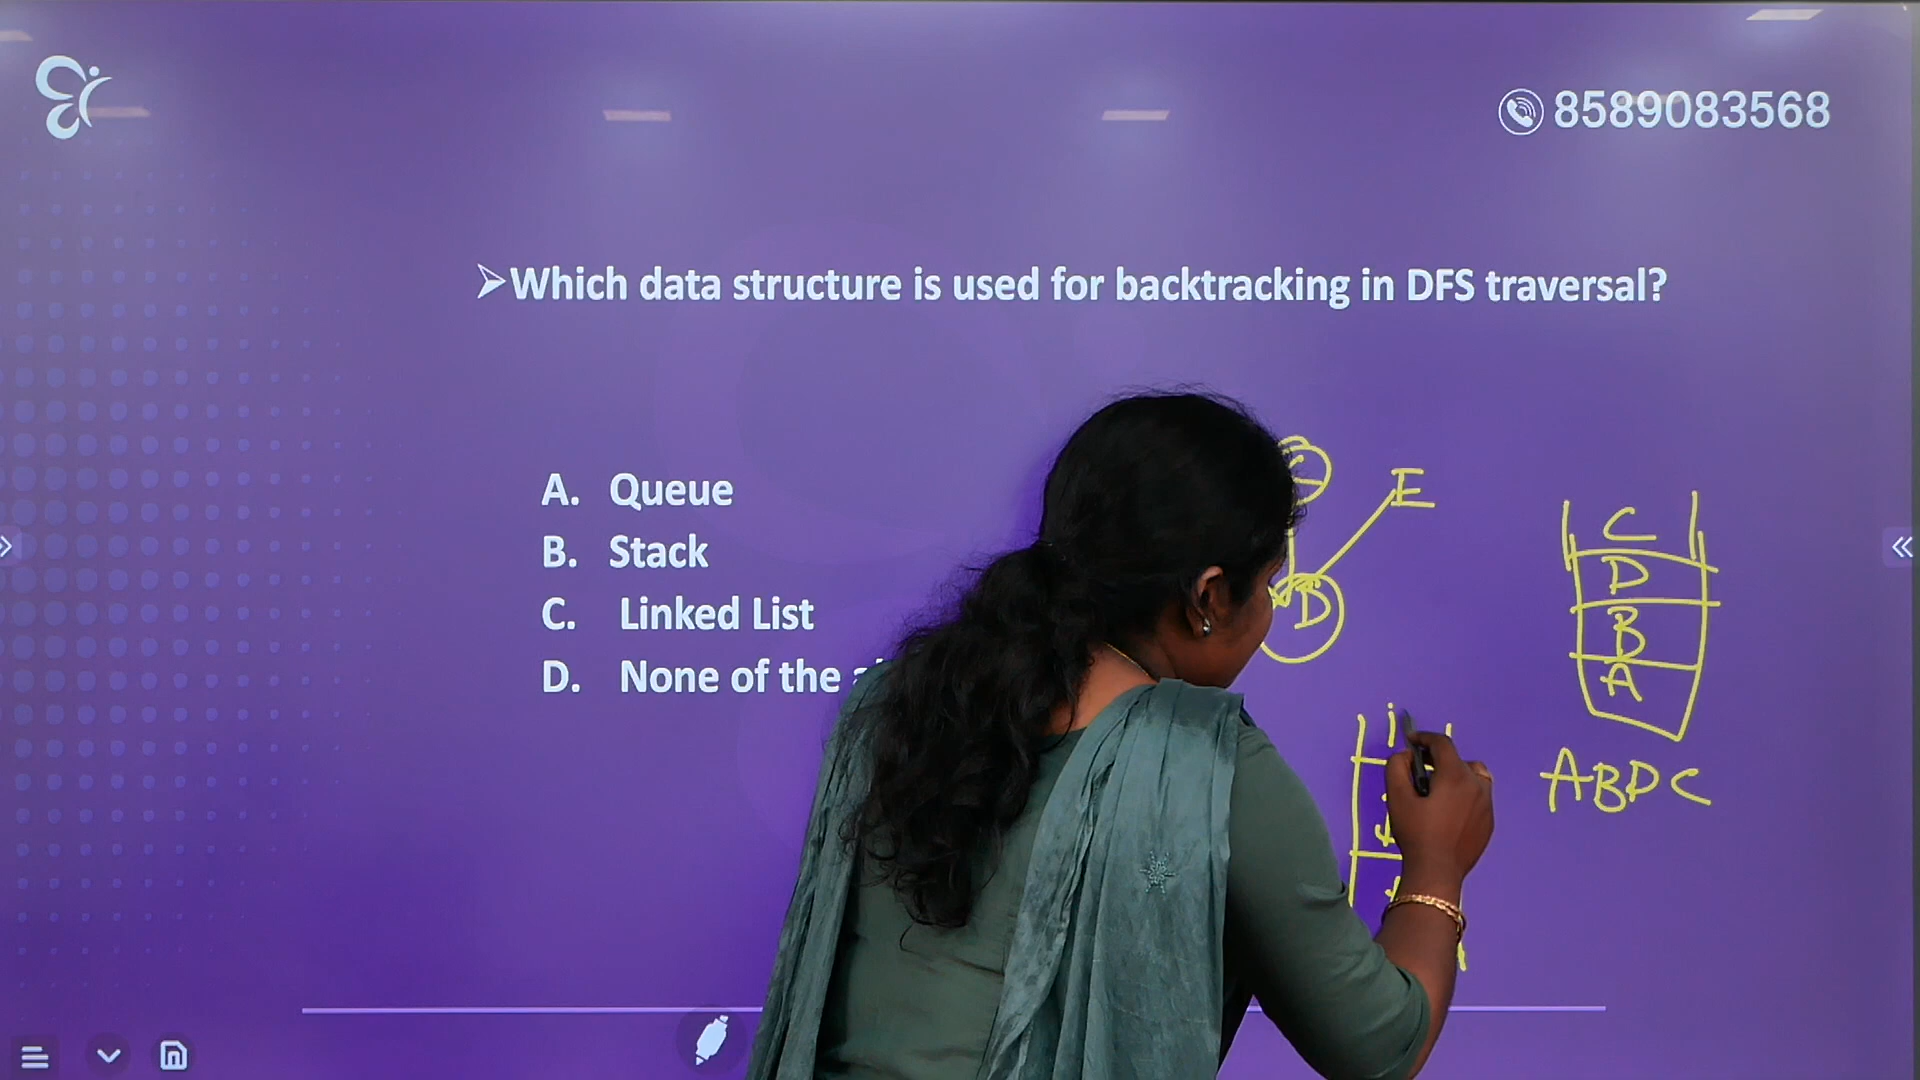 8589083568
➢Which data structure is used for backtracking in DFS traversal?
A. Queue
B. Stack
C. Linked List
D. None of the
E
D
C
D
B
A
ABDC